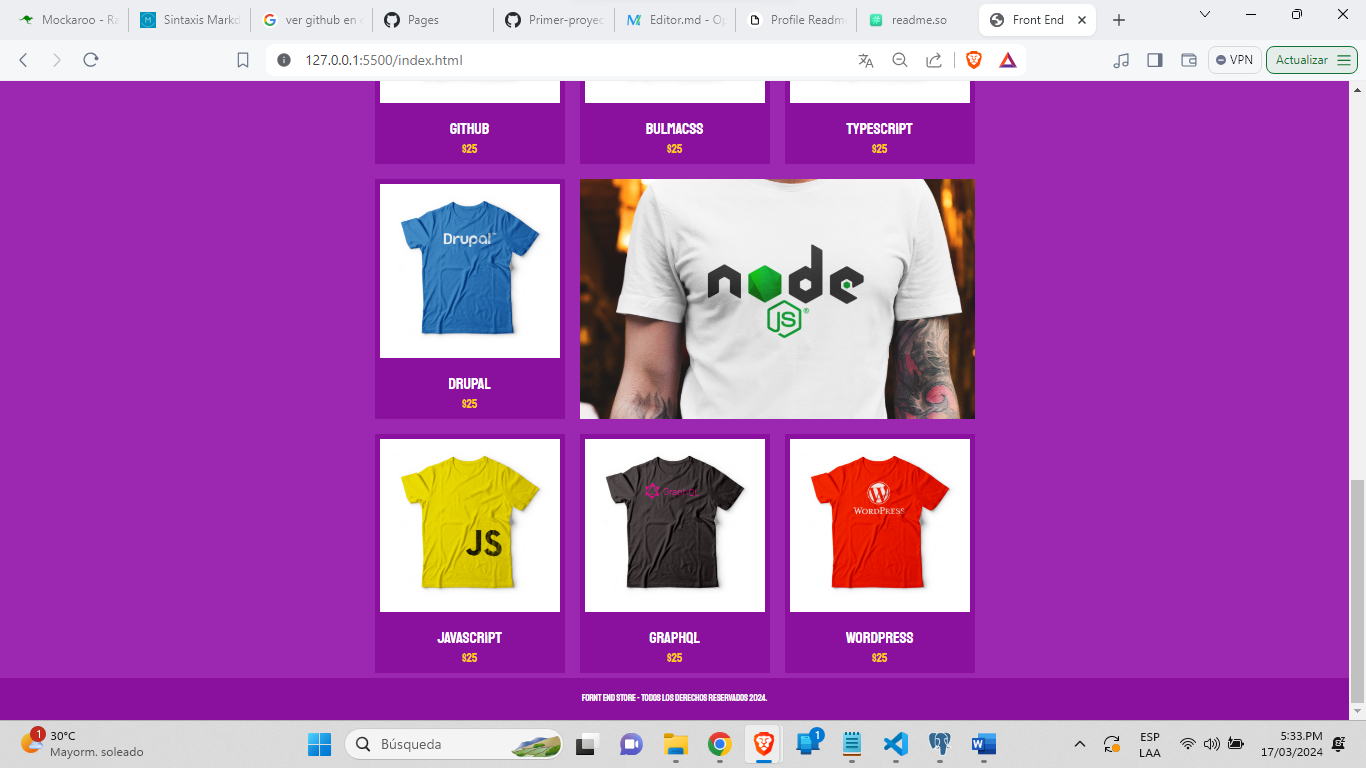 Mockaroo - Ra
Sintaxis Markd
ver github en
Pages
Primer-proyec
Editor.md - Op
Profile Readme
readme.so
Front End
127.0.0.1:5500/index.html
VPN
Actualizar
GITHUB
BULMACSS
TYPESCRIPT
$25
$25
$25
Drupal
node
JS
DRUPAL
$25
JS
WordPress
JAVASCRIPT
GRAPHQL
WORDPRESS
$25
$25
$25
FORNT END STORE - TODOS LOS DERECHOS RESERVADOS 2024.
1
30°C
Mayorm. soleado
Búsqueda
1
ESP
LAA
5:33 PM
17/03/2024